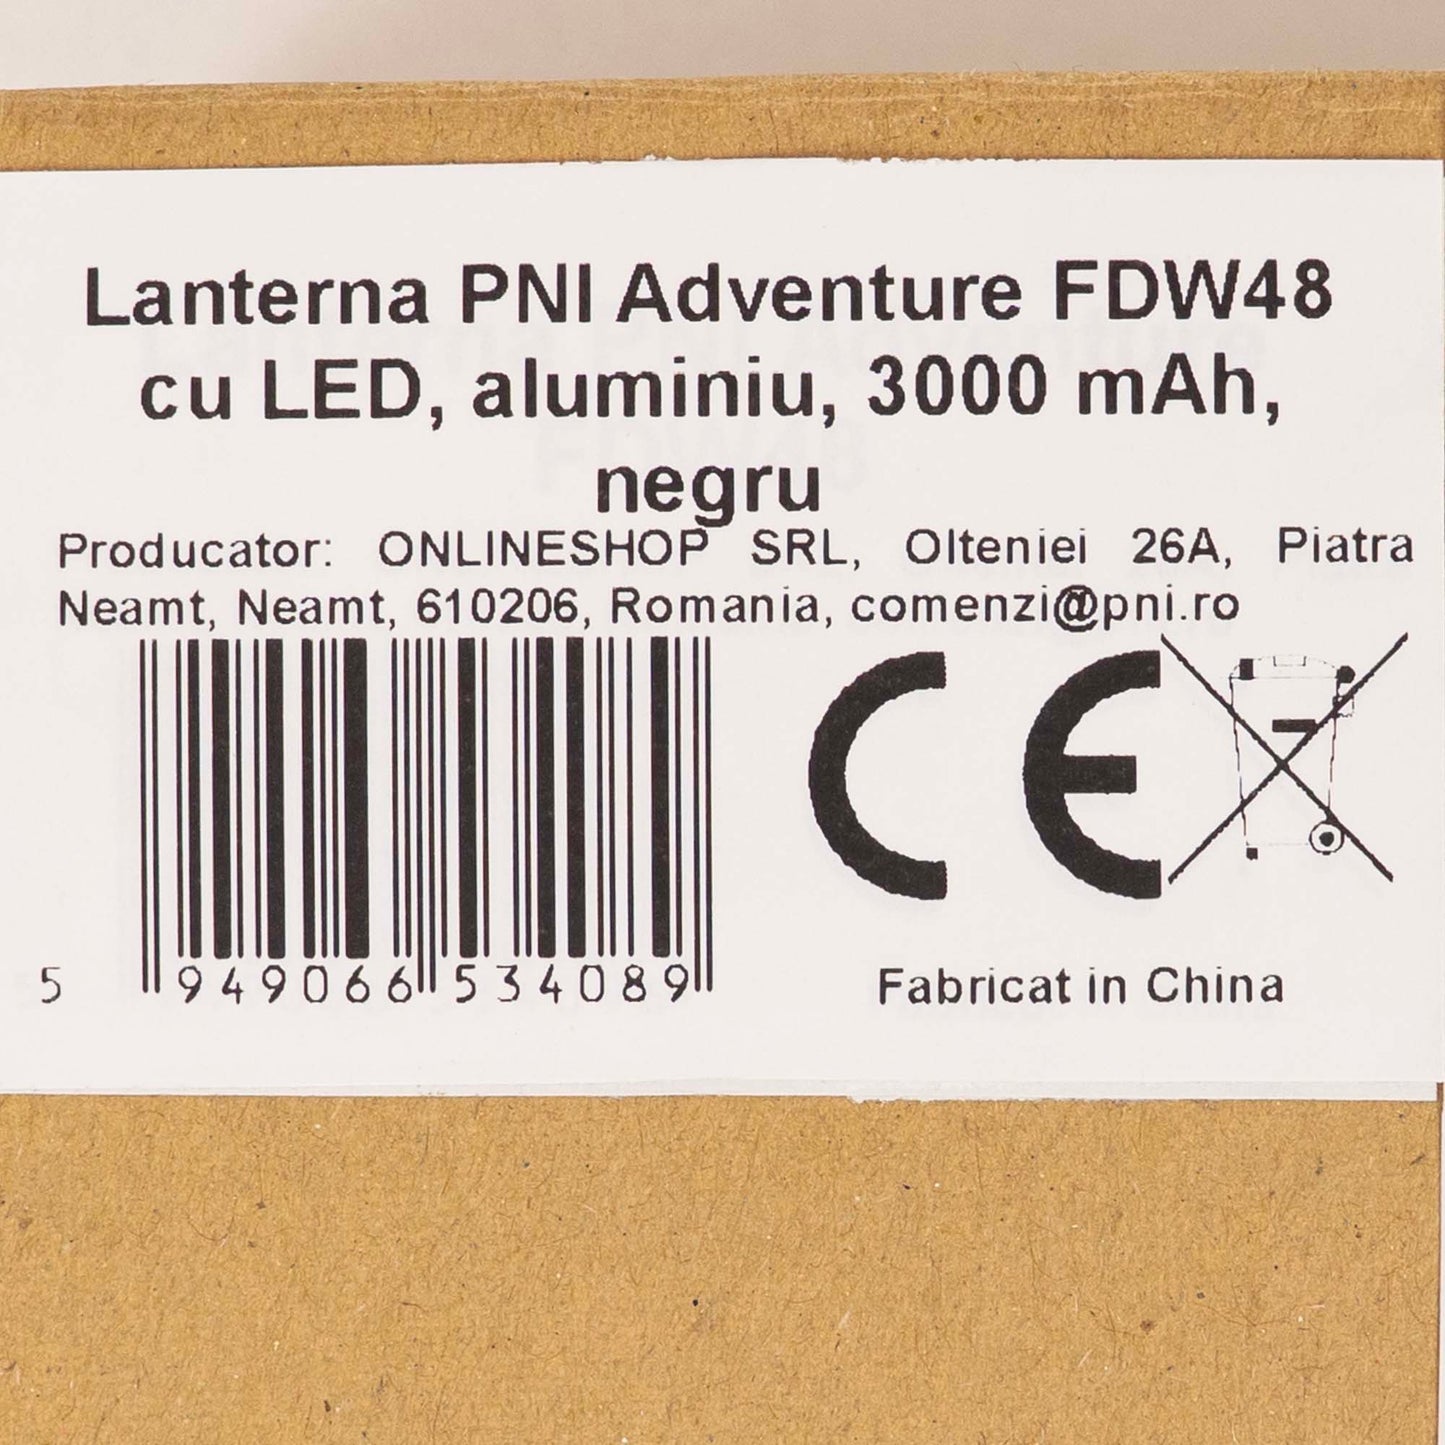 Lanterna PNI Adventure FDW48
cu LED, aluminiu, 3000 mAh,
negru
Producator: ONLINESHOP SRL, Olteniei 26A, Piatra
Neamt, Neamt, 610206, Romania, comenzi@pni.ro
CE
5 949066 534089
Fabricat in China